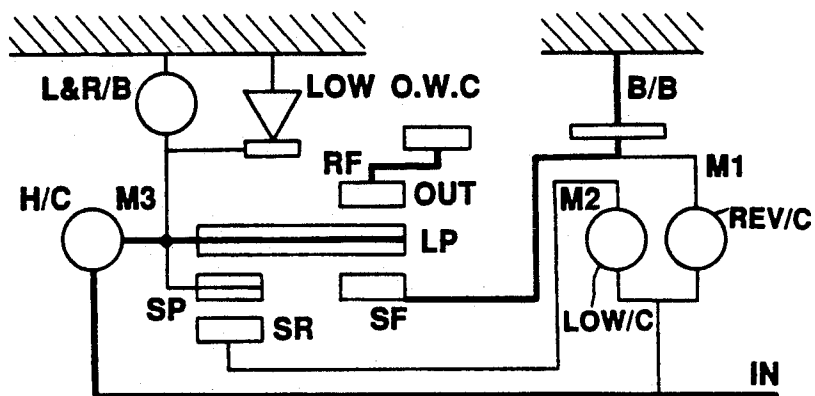 L&R/B
LOW O.W.C
B/B
RF
OUT
M1
H/C
M3
M2
REV/C
LP
SP
SF
SR
LOW/C
IN